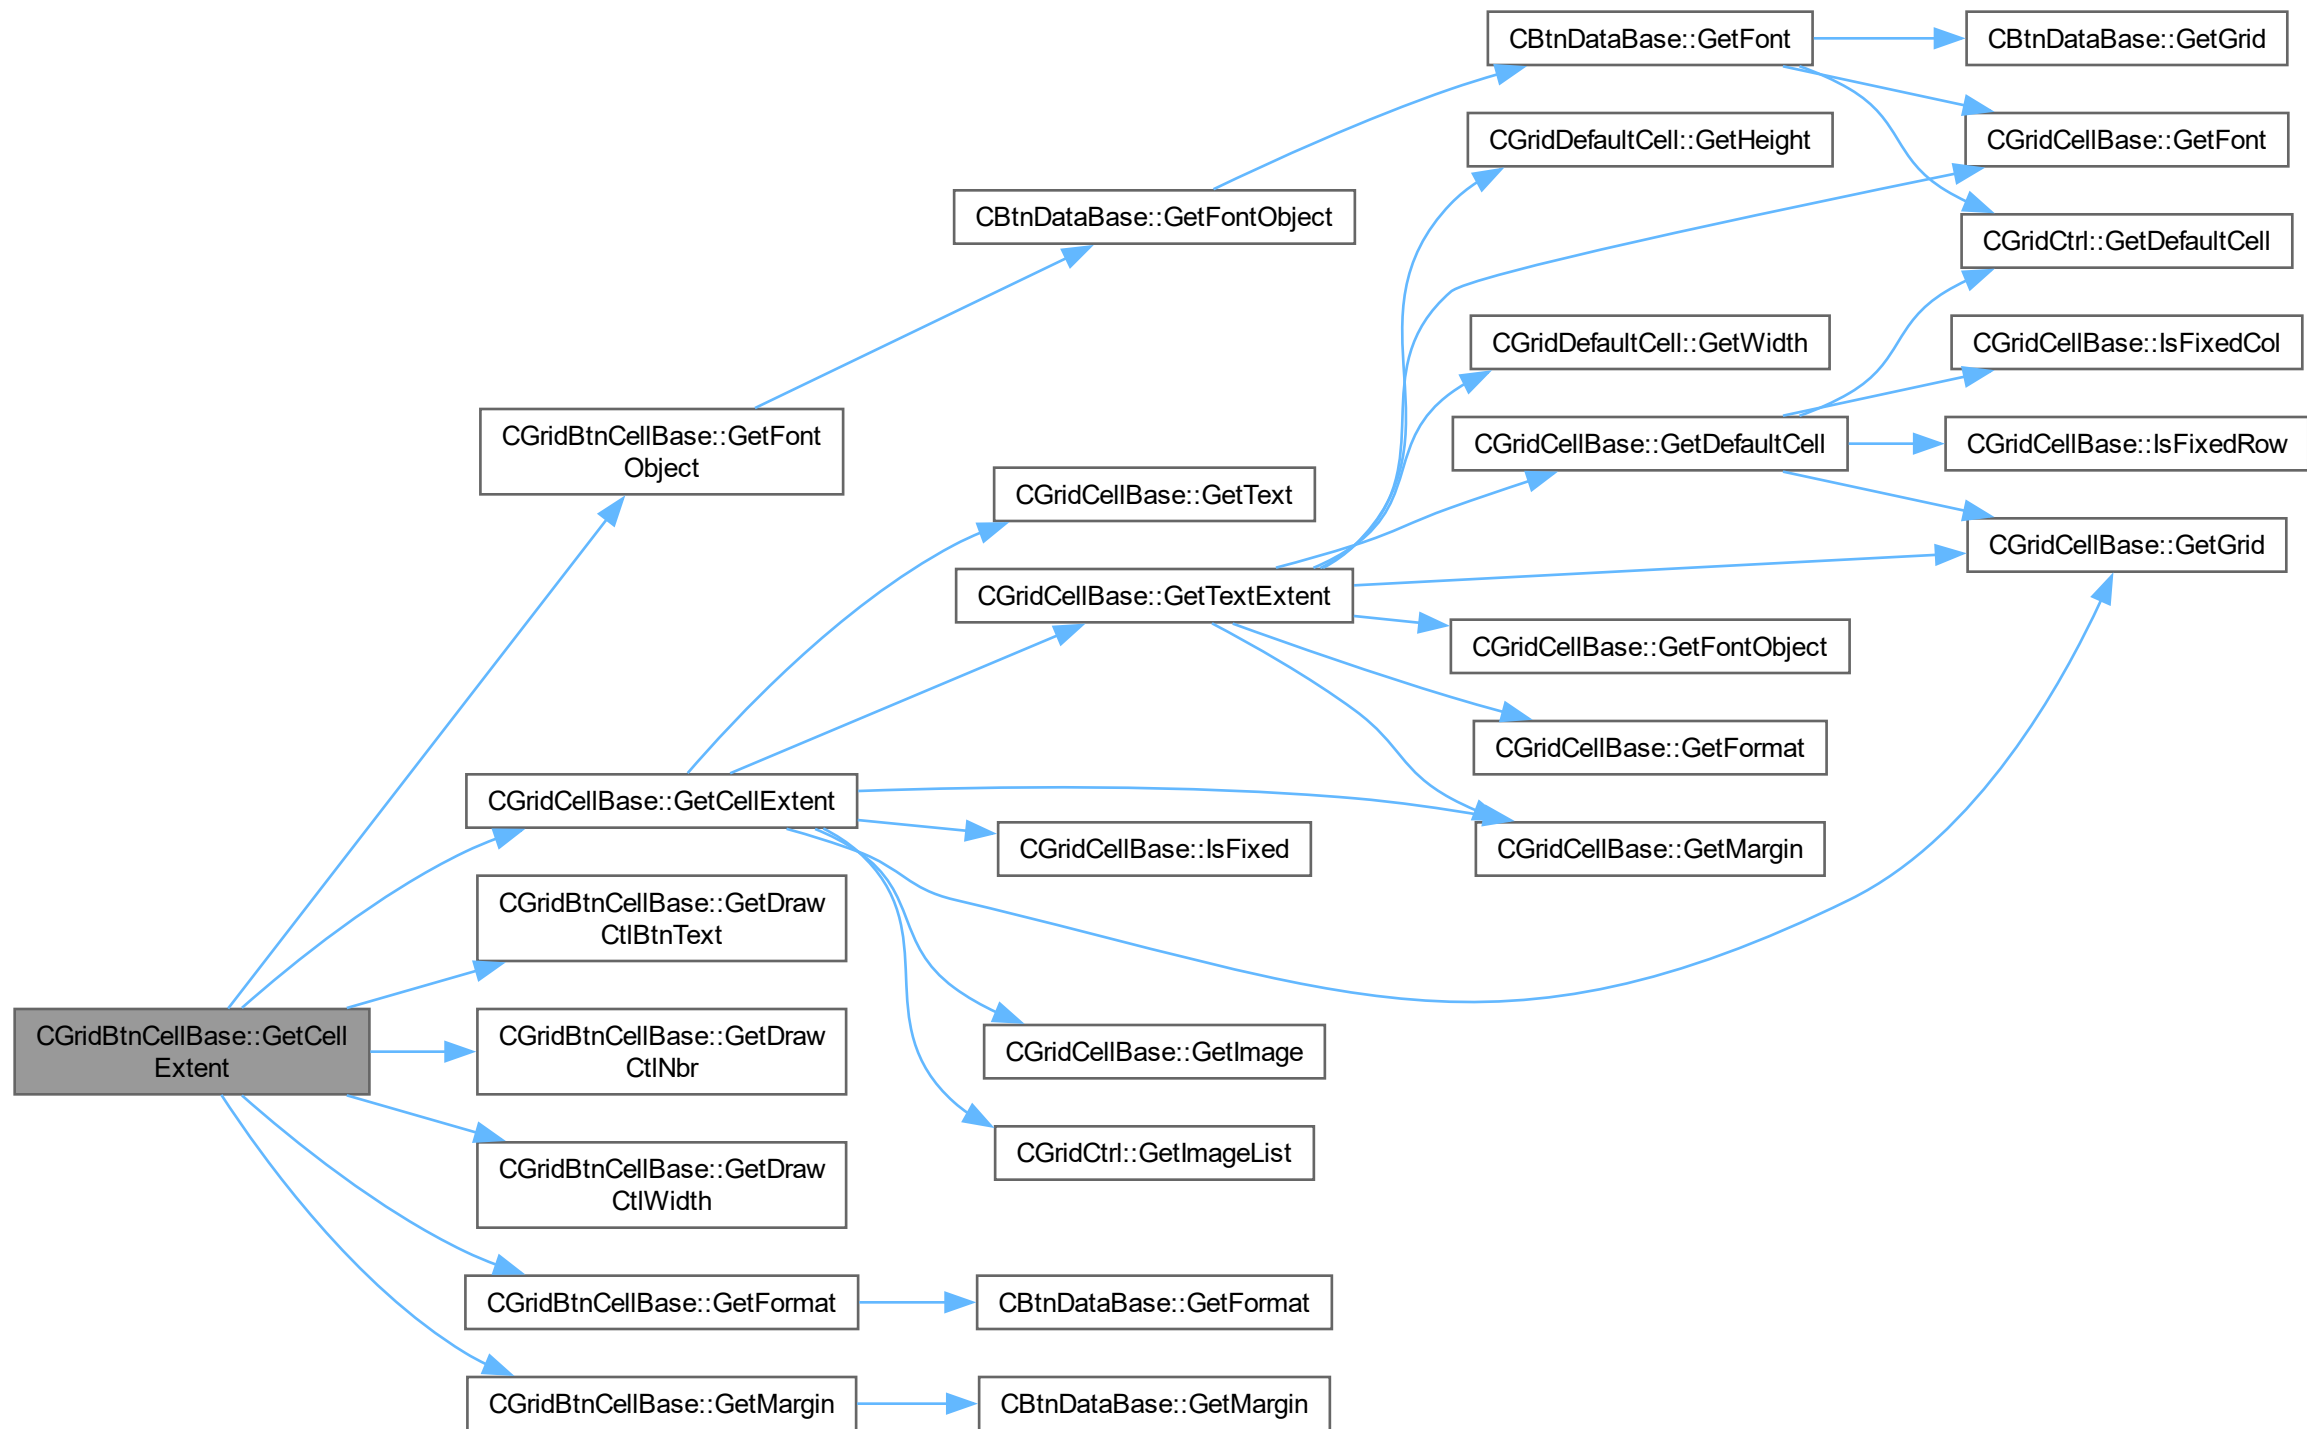 CGridBtnCellBase::GetCell
Extent
CGridBtnCellBase::GetFont
Object
CBtnDataBase::GetFontObject
CBtnDataBase::GetFont
CBtnDataBase::GetGrid
CGridCellBase::GetFont
CGridCtrl::GetDefaultCell
CGridCellBase::GetCellExtent
CGridCellBase::GetText
CGridCellBase::GetTextExtent
CGridDefaultCell::GetHeight
CGridDefaultCell::GetWidth
CGridCellBase::GetDefaultCell
CGridCellBase::IsFixedCol
CGridCellBase::IsFixedRow
CGridCellBase::GetGrid
CGridCellBase::GetFontObject
CGridCellBase::GetFormat
CGridCellBase::GetMargin
CGridCellBase::IsFixed
CGridCellBase::GetImage
CGridCtrl::GetImageList
CGridBtnCellBase::GetDraw
CtlBtnText
CGridBtnCellBase::GetDraw
CtlNbr
CGridBtnCellBase::GetDraw
CtlWidth
CGridBtnCellBase::GetFormat
CBtnDataBase::GetFormat
CGridBtnCellBase::GetMargin
CBtnDataBase::GetMargin